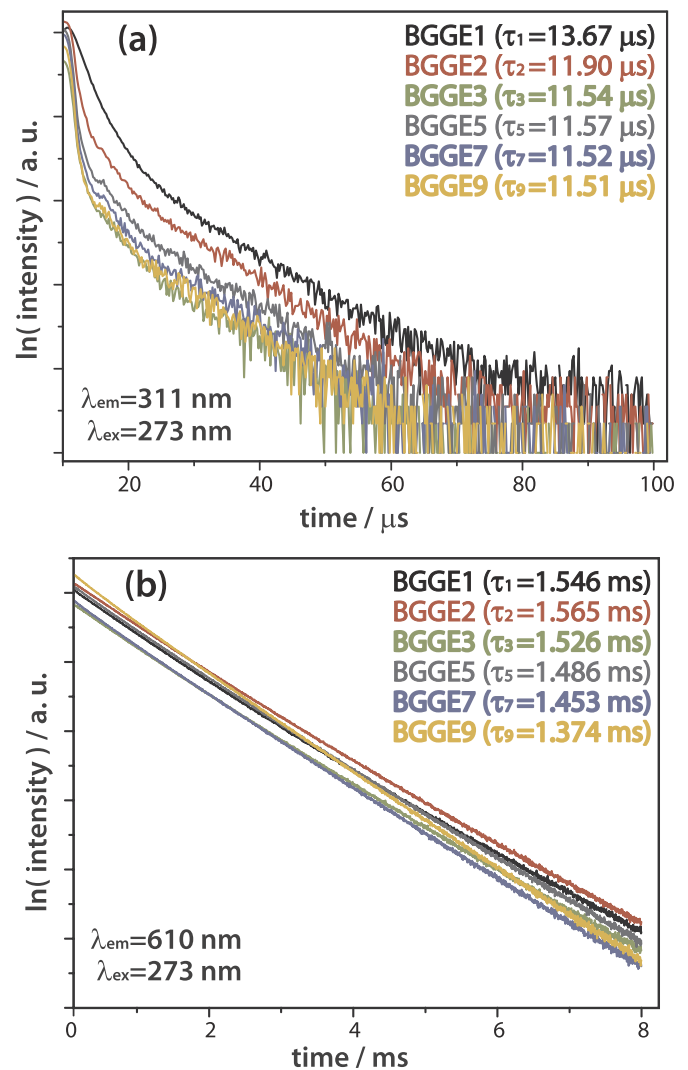 (a)
BGGE1 (τ₁=13.67 μs)
BGGE2 (τ₂=11.90 μs)
BGGE3 (τ₃=11.54 μs)
BGGE5 (τ₅=11.57 μs)
BGGE7 (τ₇=11.52 μs)
BGGE9 (τ₉=11.51 μs)
ln( intensity ) / a. u.
λem=311 nm
λex=273 nm
20 40 60 80 100
time / μs
(b)
BGGE1 (τ₁=1.546 ms)
BGGE2 (τ₂=1.565 ms)
BGGE3 (τ₃=1.526 ms)
BGGE5 (τ₅=1.486 ms)
BGGE7 (τ₇=1.453 ms)
BGGE9 (τ₉=1.374 ms)
ln( intensity ) / a. u.
λem=610 nm
λex=273 nm
0 2 4 6 8
time / ms